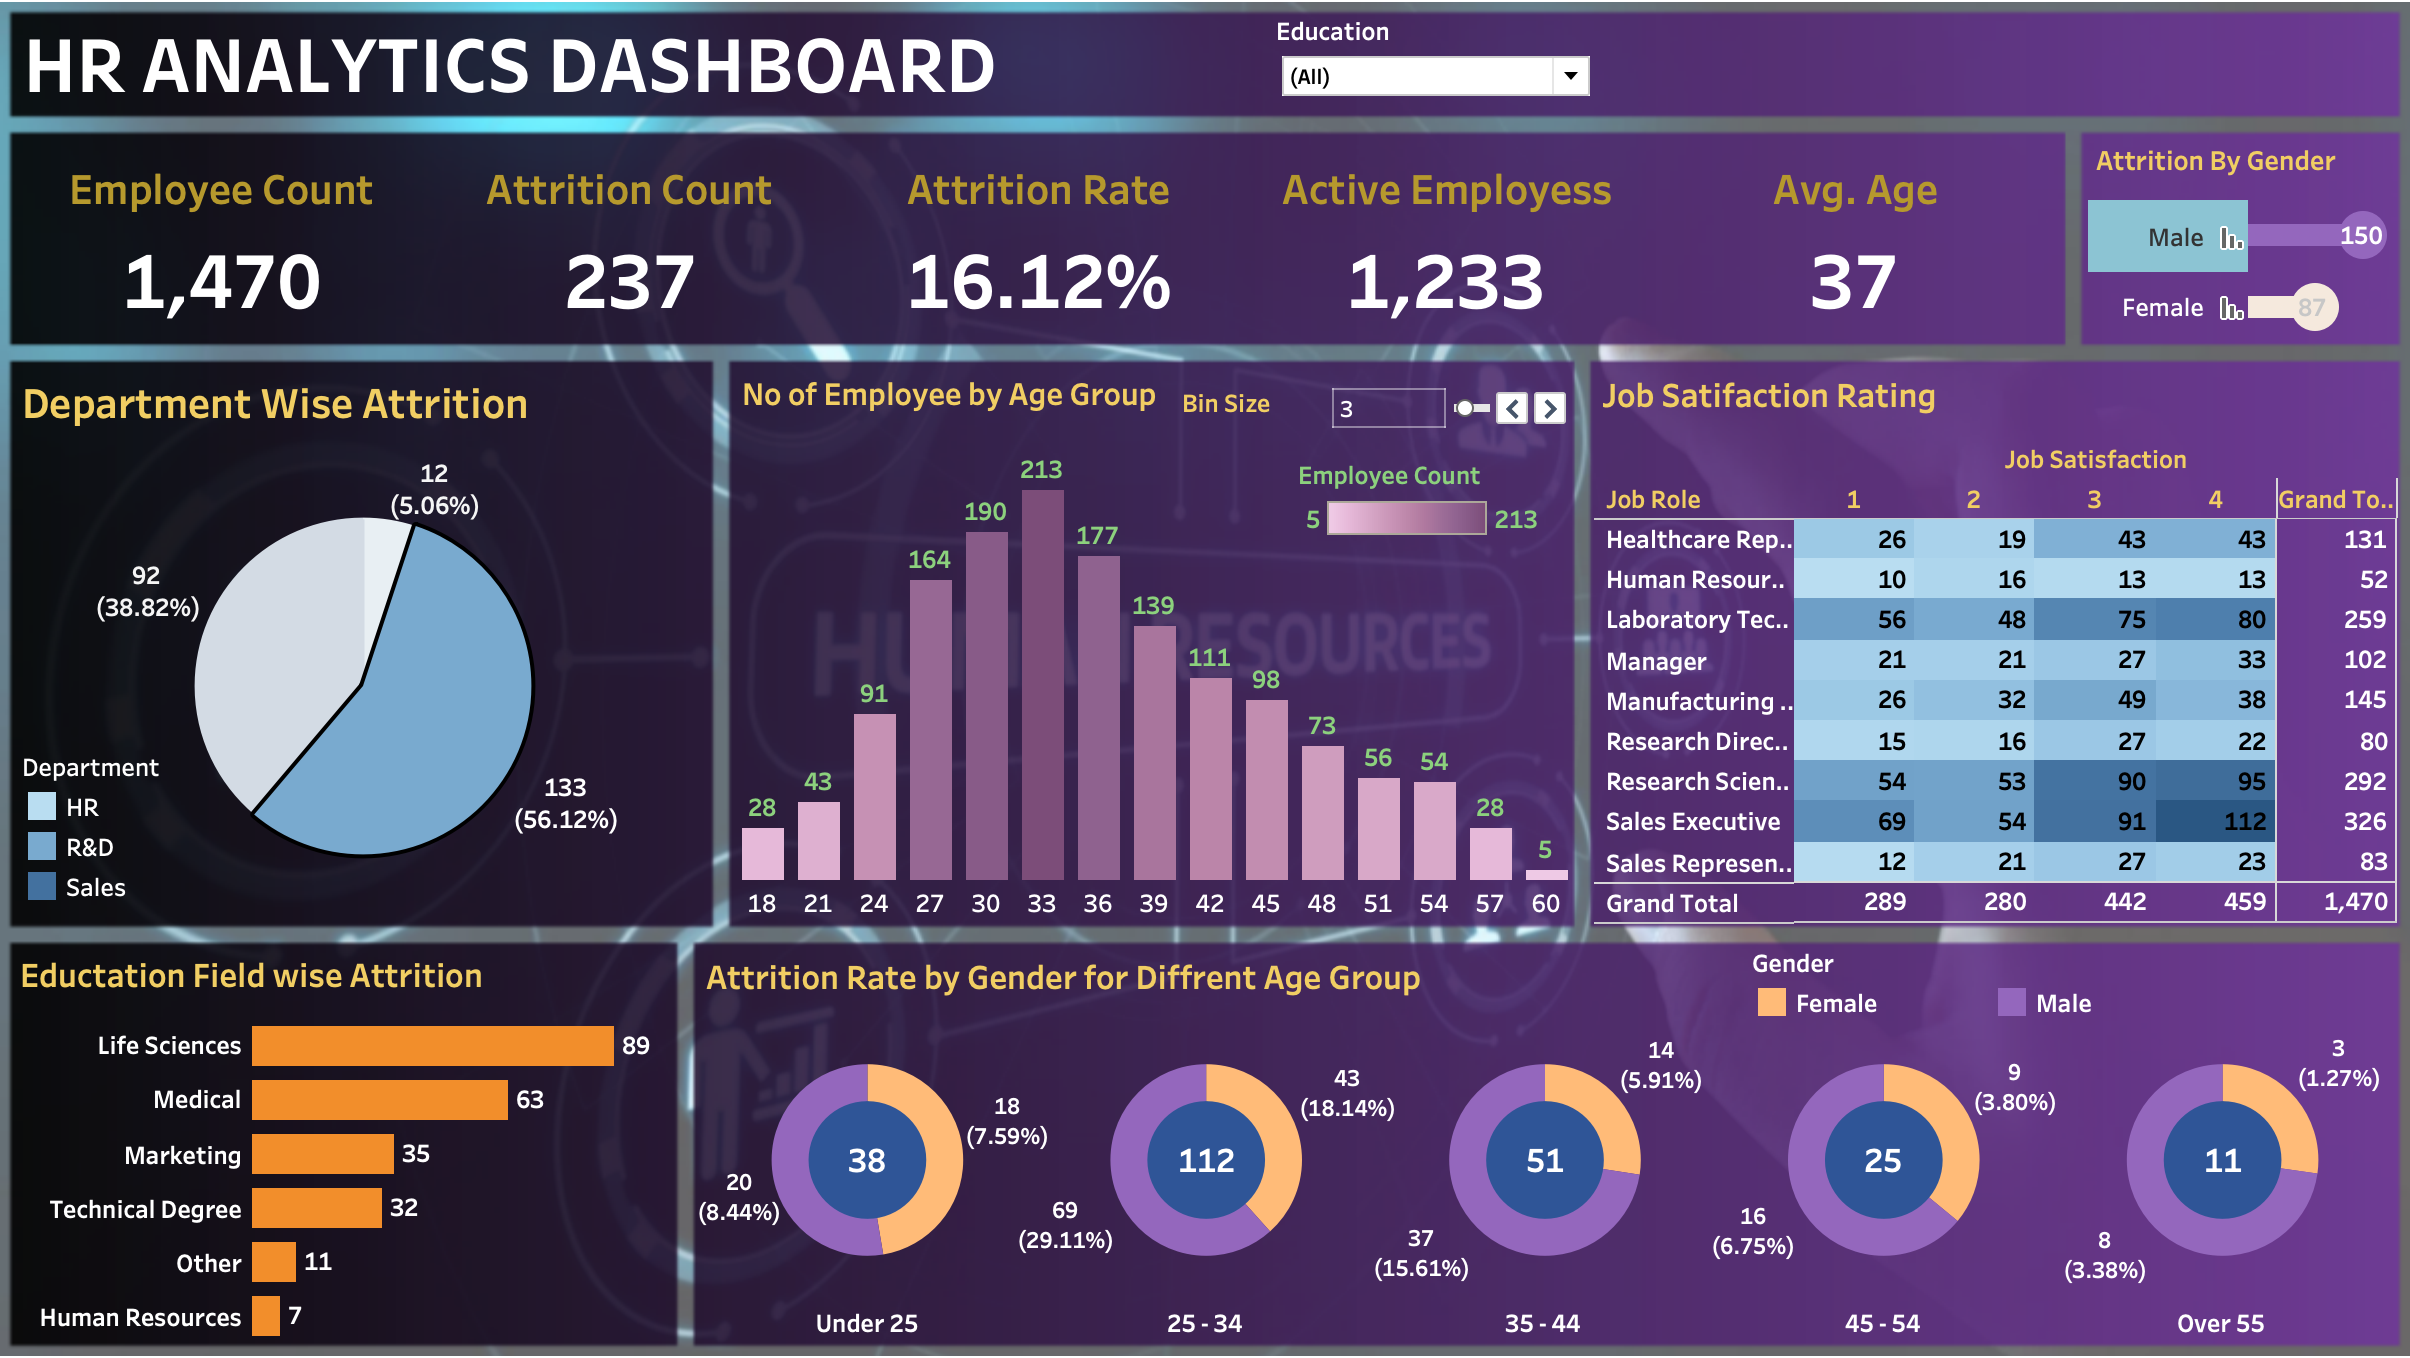 HR ANALYTICS DASHBOARD
Education
(All)
Employee Count
1,470
Attrition Count
237
Attrition Rate
16.12%
Active Employess
1,233
Avg. Age
37
Attrition By Gender
Male 150
Female 87
Department Wise Attrition
12
(5.06%)
92
(38.82%)
133
(56.12%)
Department
HR
R&D
Sales
No of Employee by Age Group
Bin Size
3
Employee Count
5 213
28 43 91 164 190 213 177 139 111 98 73 56 54 28 5
18 21 24 27 30 33 36 39 42 45 48 51 54 57 60
HUMAN RESOURCES
Job Satifaction Rating
Job Satisfaction
Job Role 1 2 3 4 Grand To..
Healthcare Rep.. 26 19 43 43 131
Human Resour.. 10 16 13 13 52
Laboratory Tec.. 56 48 75 80 259
Manager 21 21 27 33 102
Manufacturing .. 26 32 49 38 145
Research Direc.. 15 16 27 22 80
Research Scien.. 54 53 90 95 292
Sales Executive 69 54 91 112 326
Sales Represen.. 12 21 27 23 83
Grand Total 289 280 442 459 1,470
Eductation Field wise Attrition
Life Sciences 89
Medical 63
Marketing 35
Technical Degree 32
Other 11
Human Resources 7
Attrition Rate by Gender for Diffrent Age Group
Gender
Female
Male
18
(7.59%)
38
20
(8.44%)
Under 25
43
(18.14%)
112
69
(29.11%)
25 - 34
14
(5.91%)
51
37
(15.61%)
35 - 44
9
(3.80%)
25
16
(6.75%)
45 - 54
3
(1.27%)
11
8
(3.38%)
Over 55